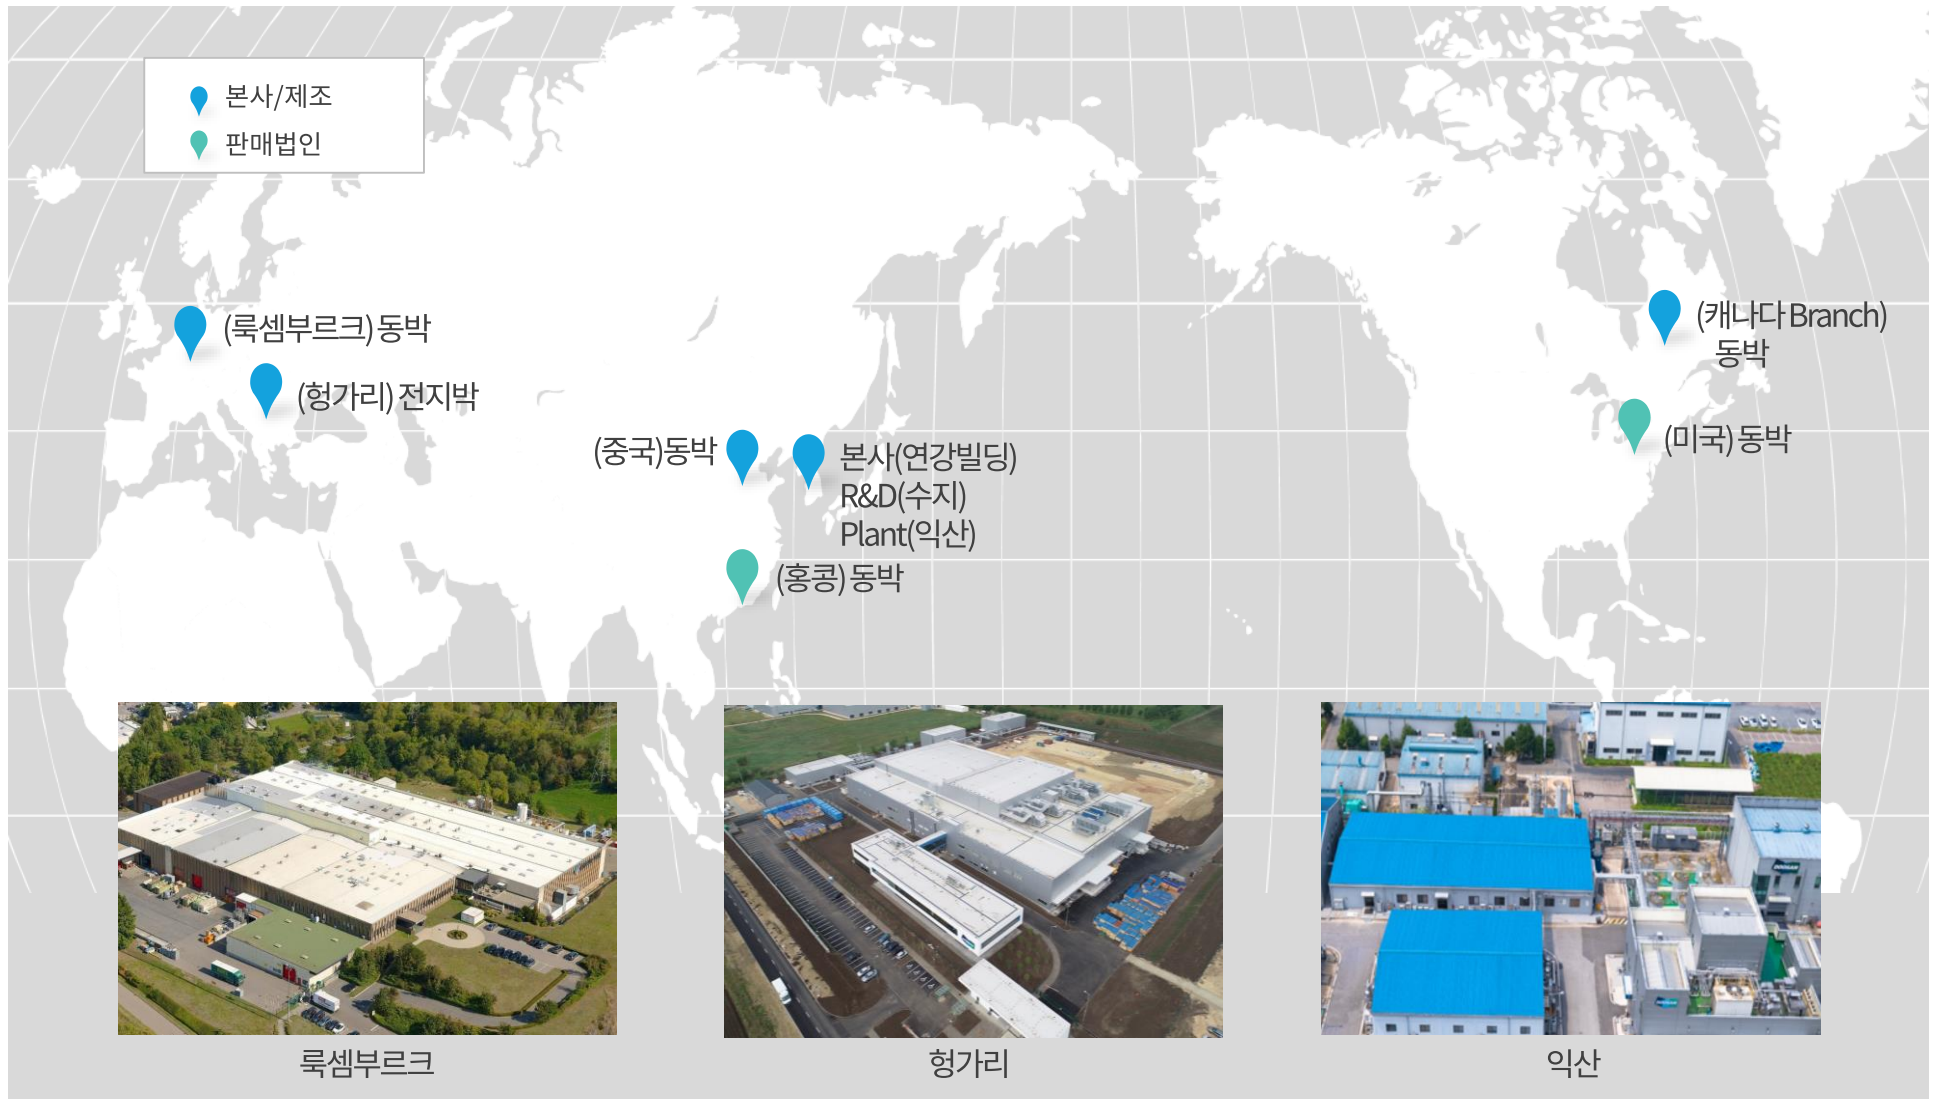 본사/제조
판매법인
(룩셈부르크) 동박
(헝가리) 전지박
(중국)동박
본사(연강빌딩)
R&D(수지)
Plant(익산)
(홍콩) 동박
(캐나다 Branch)
동박
(미국) 동박
룩셈부르크
헝가리
익산